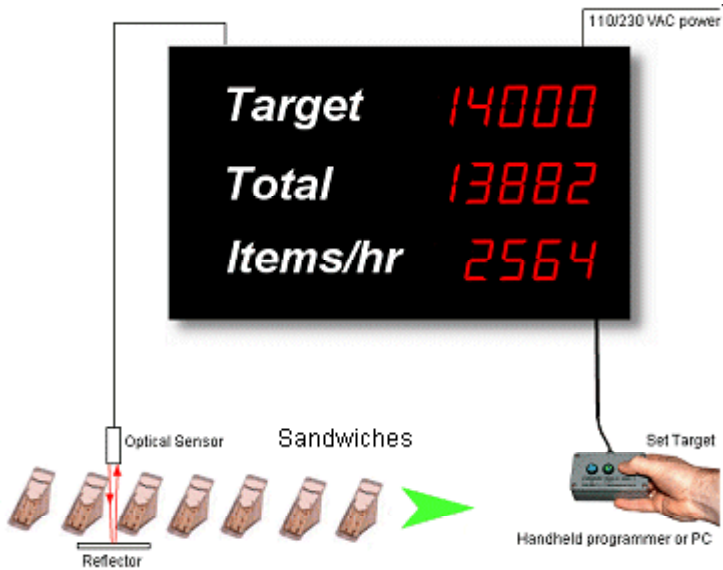 110/230 VAC power
Target 14000
Total 13882
Items/hr 2564
Optical Sensor
Sandwiches
Set Target
Handheld programmer or PC
Reflector